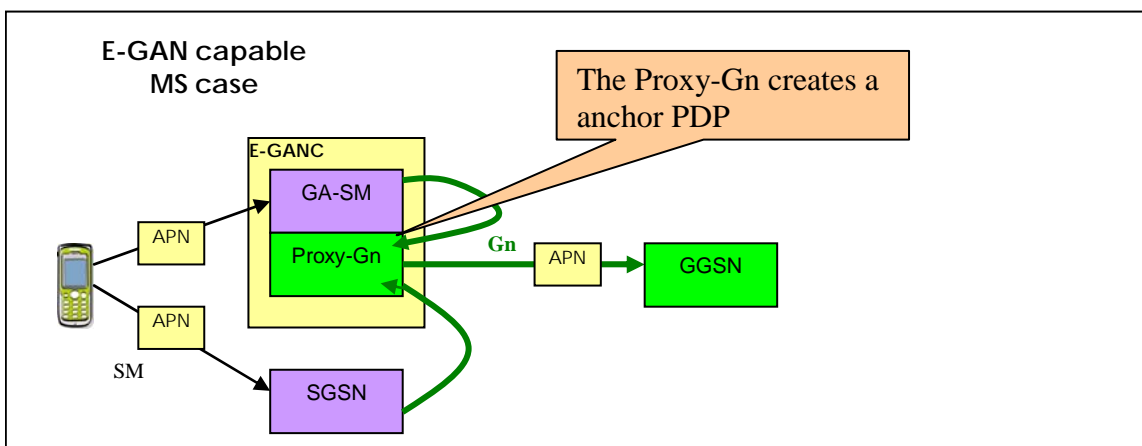 E-GAN capable
MS case
The Proxy-Gn creates a
anchor PDP
E-GANC
GA-SM
APN
Proxy-Gn
Gn
APN
GGSN
APN
SM
SGSN